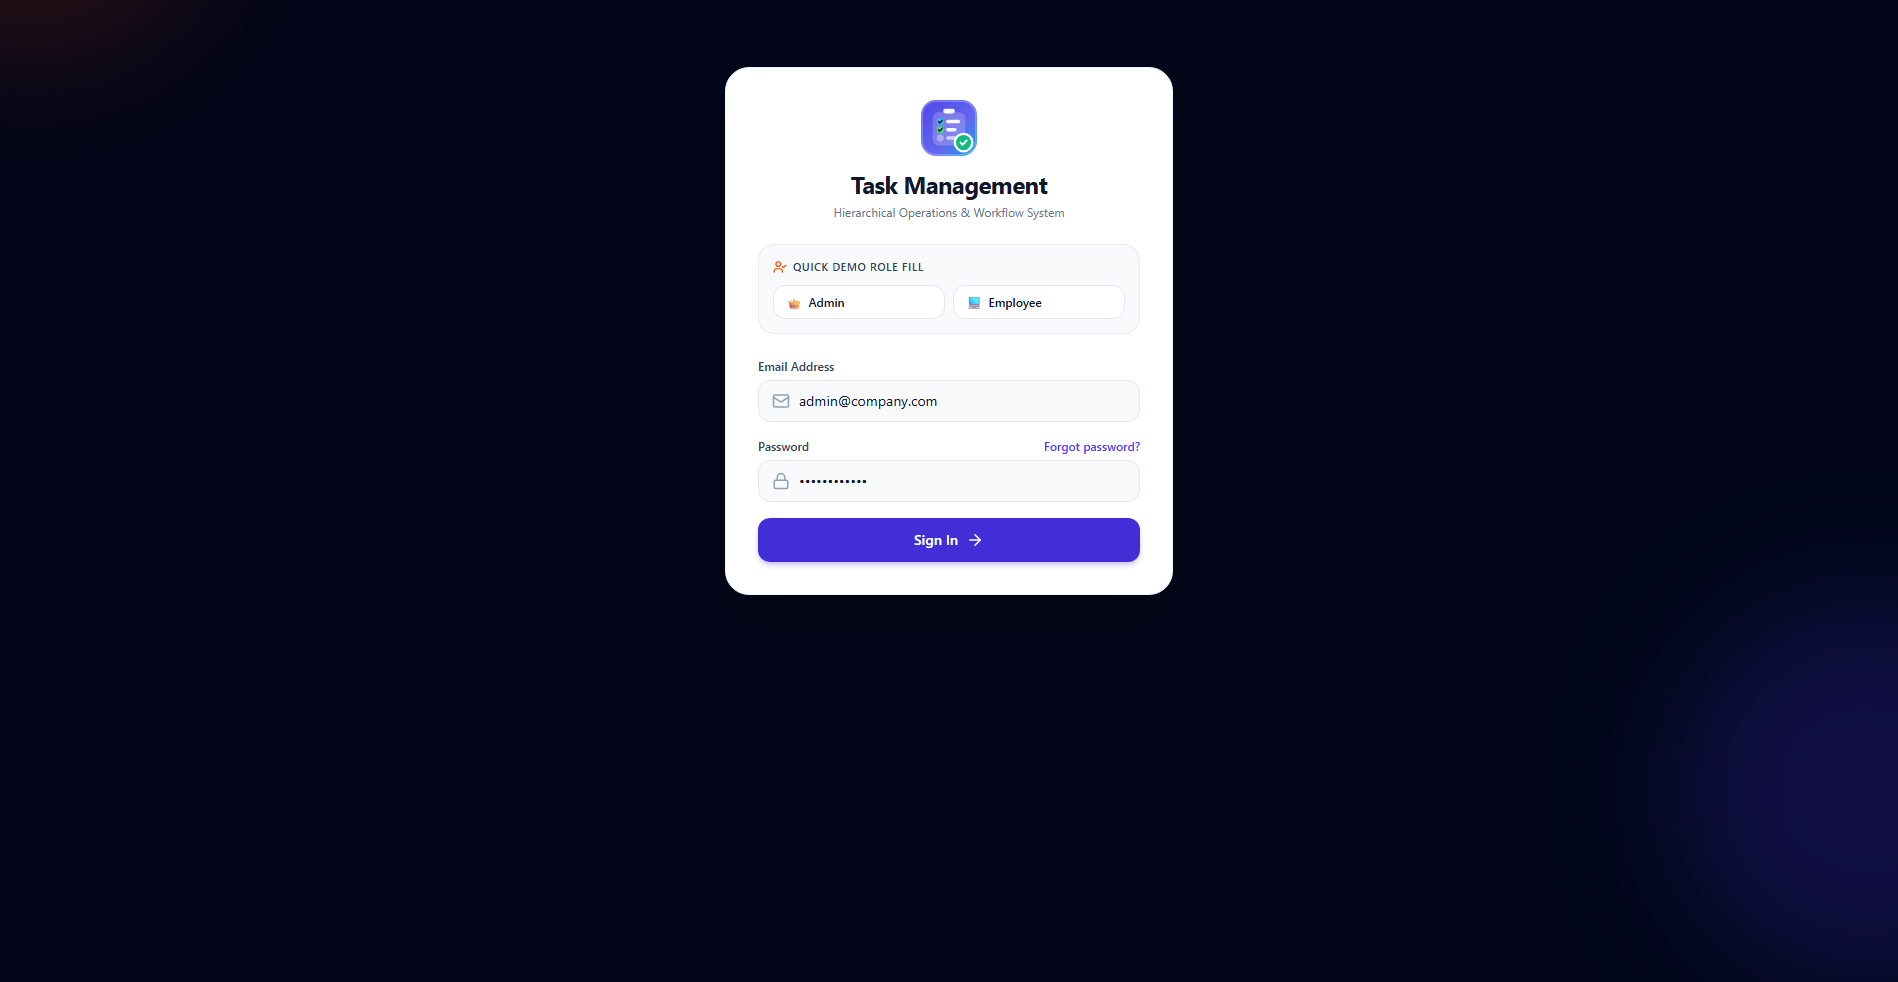 Task Management
Hierarchical Operations & Workflow System
QUICK DEMO ROLE FILL
Admin
Employee
Email Address
admin@company.com
Password
Forgot password?
••••••••••••
Sign In